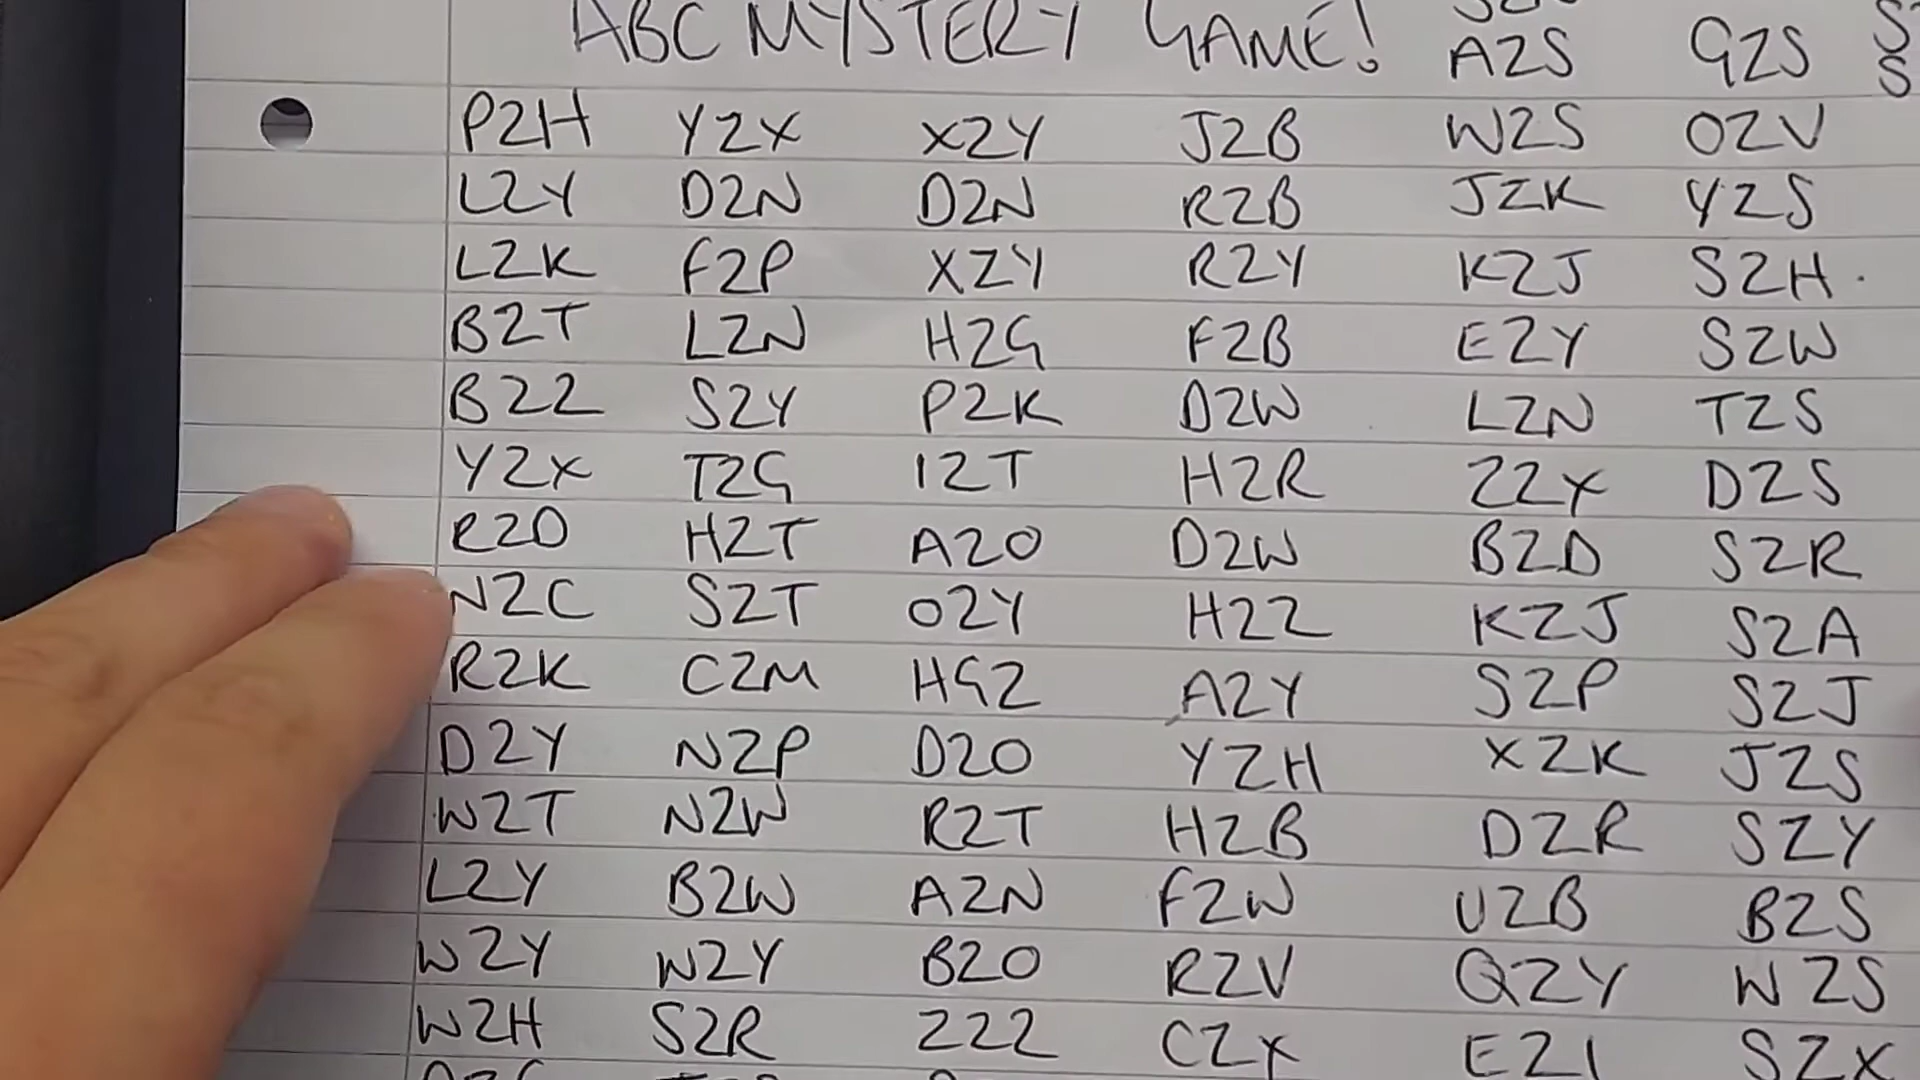 ABC MYSTERY GAME!
A2S G2S
P2H Y2X X2Y J2B W2S O2V
L2Y D2N D2N R2B J2K Y2S
L2K F2P X2Y R2Y K2J S2H.
B2T L2N H2G F2B E2Y S2W
B22 S2Y P2K D2W L2N T2S
Y2X T2G I2T H2R 22X D2S
R2D H2T A2O D2W B2D S2R
N2C S2T O2Y H22 K2J S2A
R2K C2M HG2 A2Y S2P S2J
D2Y N2P D2O Y2H X2K J2S
W2T N2W R2T H2B D2R S2Y
L2Y B2W A2N F2W U2B B2S
W2Y W2Y B2O R2V Q2Y W2S
W2H S2R 222 C2X E2I S2X